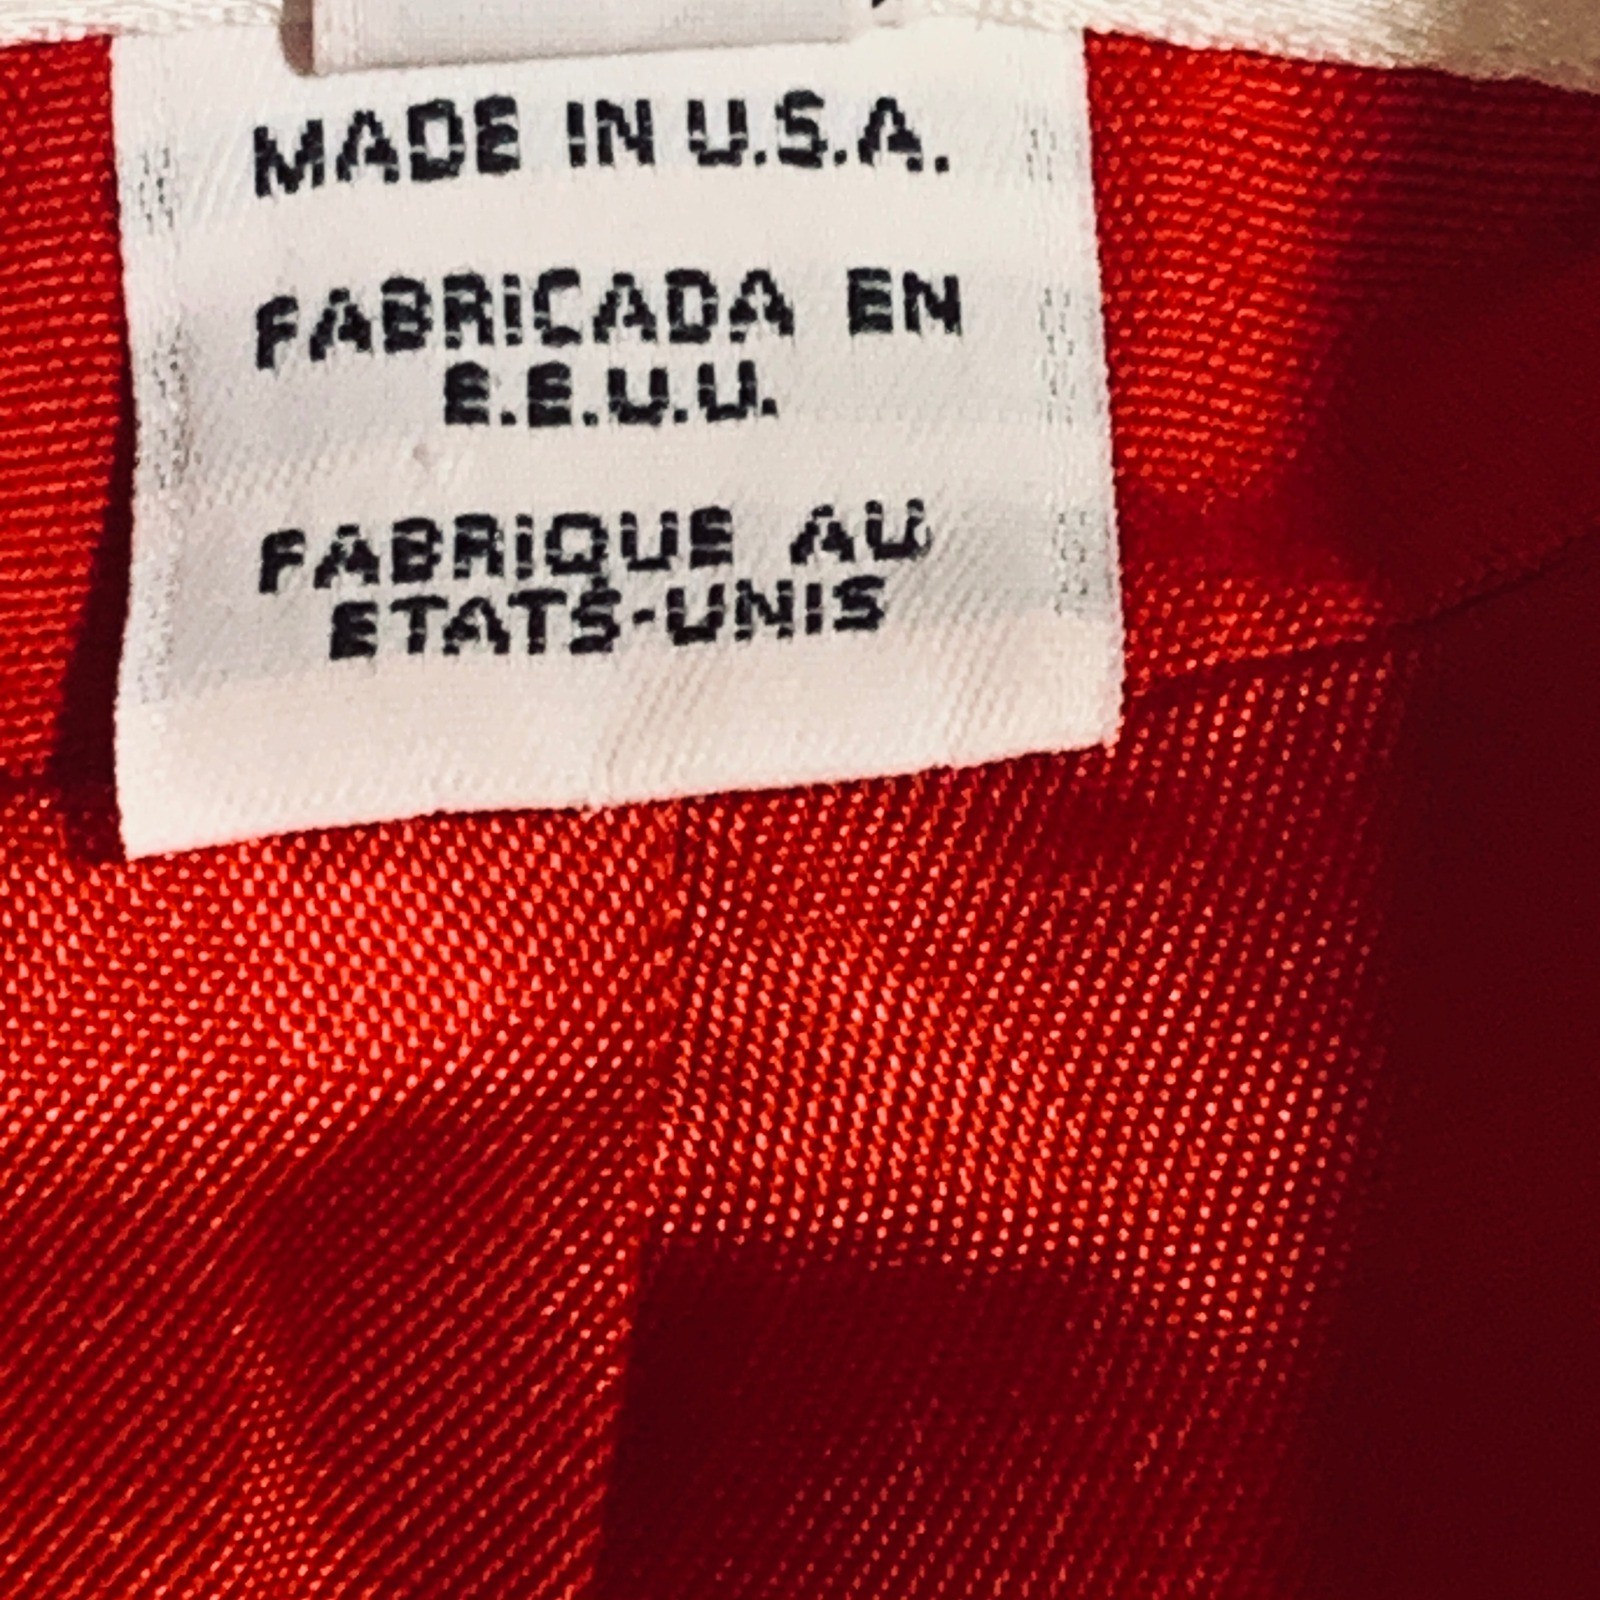 MADE IN U.S.A.
FABRICADA EN
E.E.U.U.
FABRIQUE AU
ETATS-UNIS